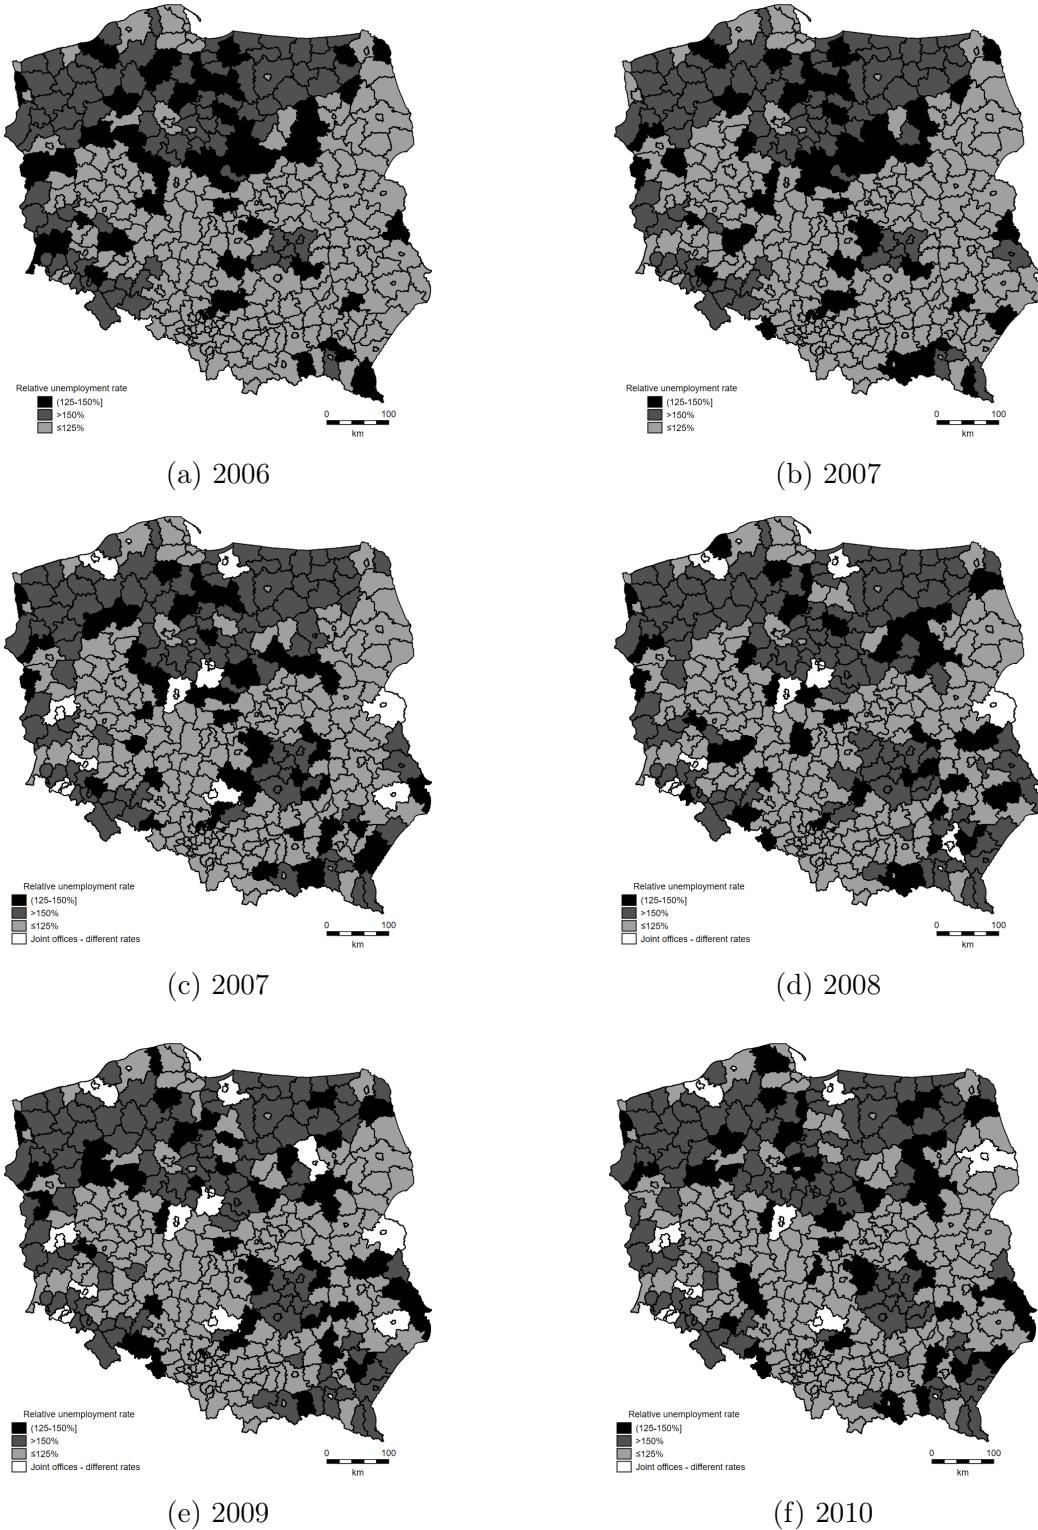 Relative unemployment rate
(125-150%]
>150%
≤125%
0 100
km
(a) 2006
Relative unemployment rate
(125-150%]
>150%
≤125%
0 100
km
(b) 2007
Relative unemployment rate
(125-150%]
>150%
≤125%
Joint offices - different rates
0 100
km
(c) 2007
Relative unemployment rate
(125-150%]
>150%
≤125%
Joint offices - different rates
0 100
km
(d) 2008
Relative unemployment rate
(125-150%]
>150%
≤125%
Joint offices - different rates
0 100
km
(e) 2009
Relative unemployment rate
(125-150%]
>150%
≤125%
Joint offices - different rates
0 100
km
(f) 2010